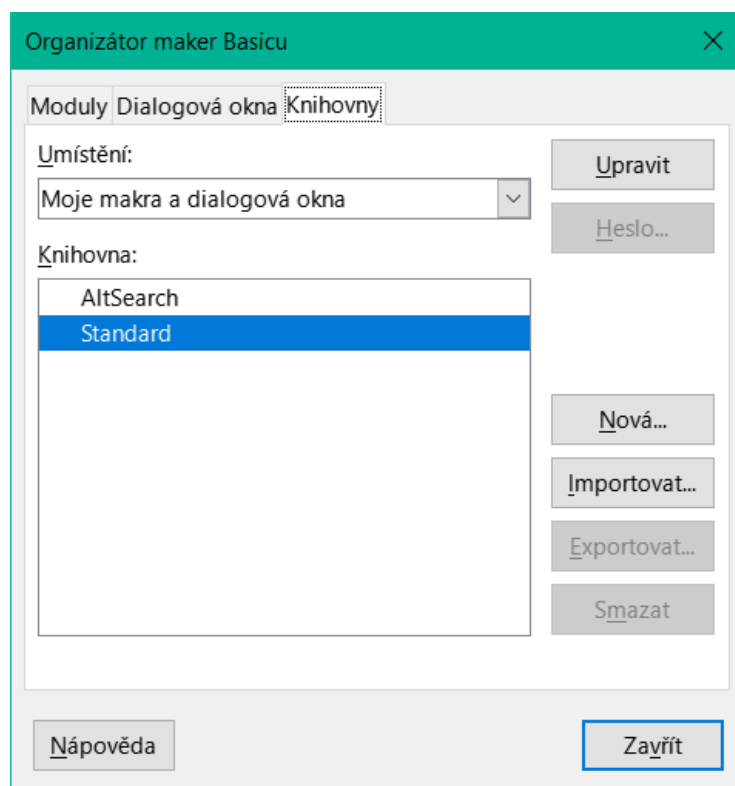 Organizátor maker Basicu
Moduly Dialogová okna Knihovny
Umístění:
Moje makra a dialogová okna
Upravit
Heslo...
Knihovna:
AltSearch
Standard
Nová...
Importovat...
Exportovat...
Smazat
Nápověda
Zavřít